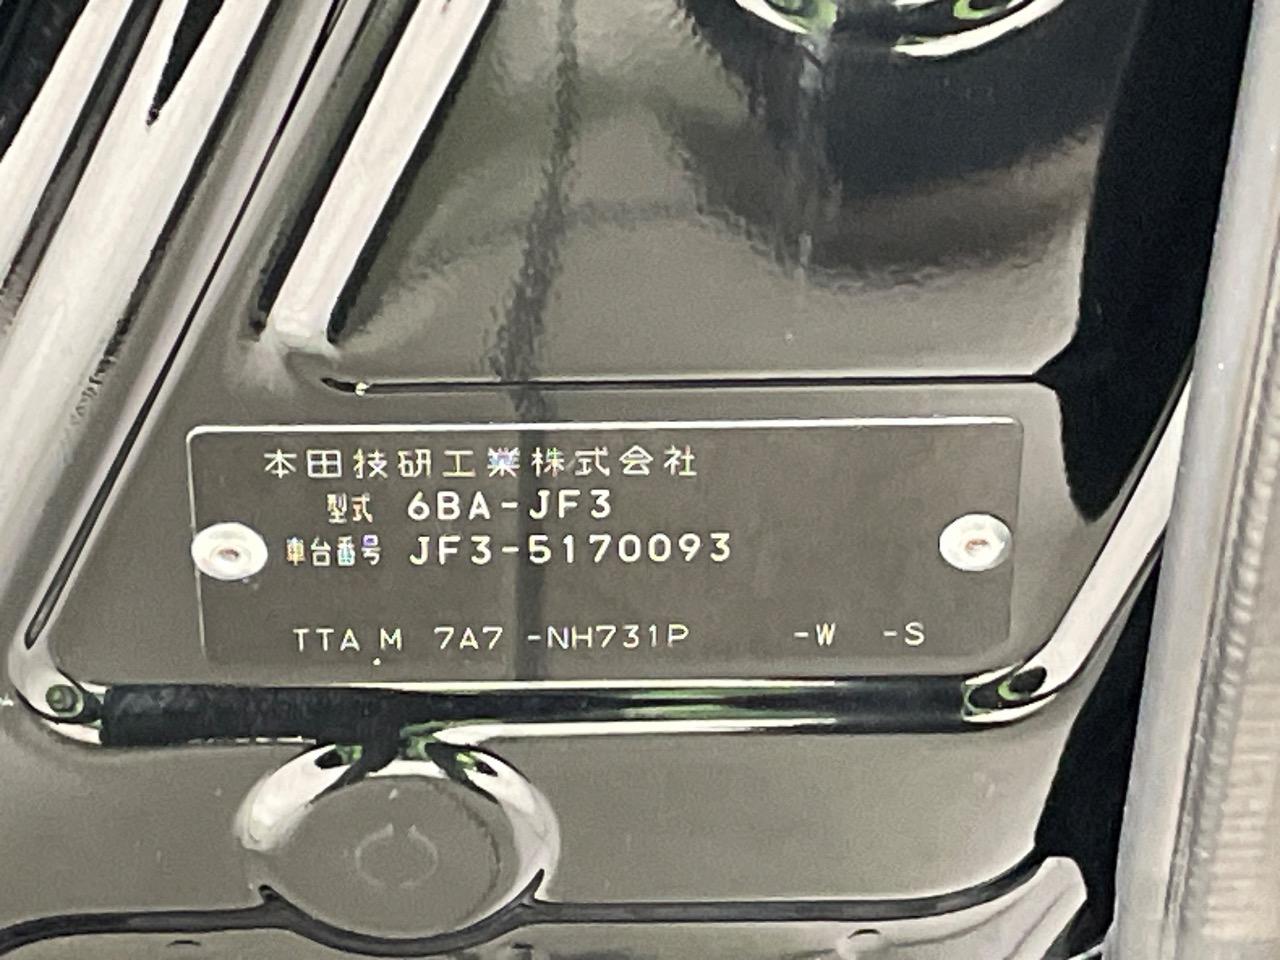 本田技研工業株式会社
型式 6BA-JF3
車台番号 JF3-5170093
TTA M 7A7 -NH731P -W -S